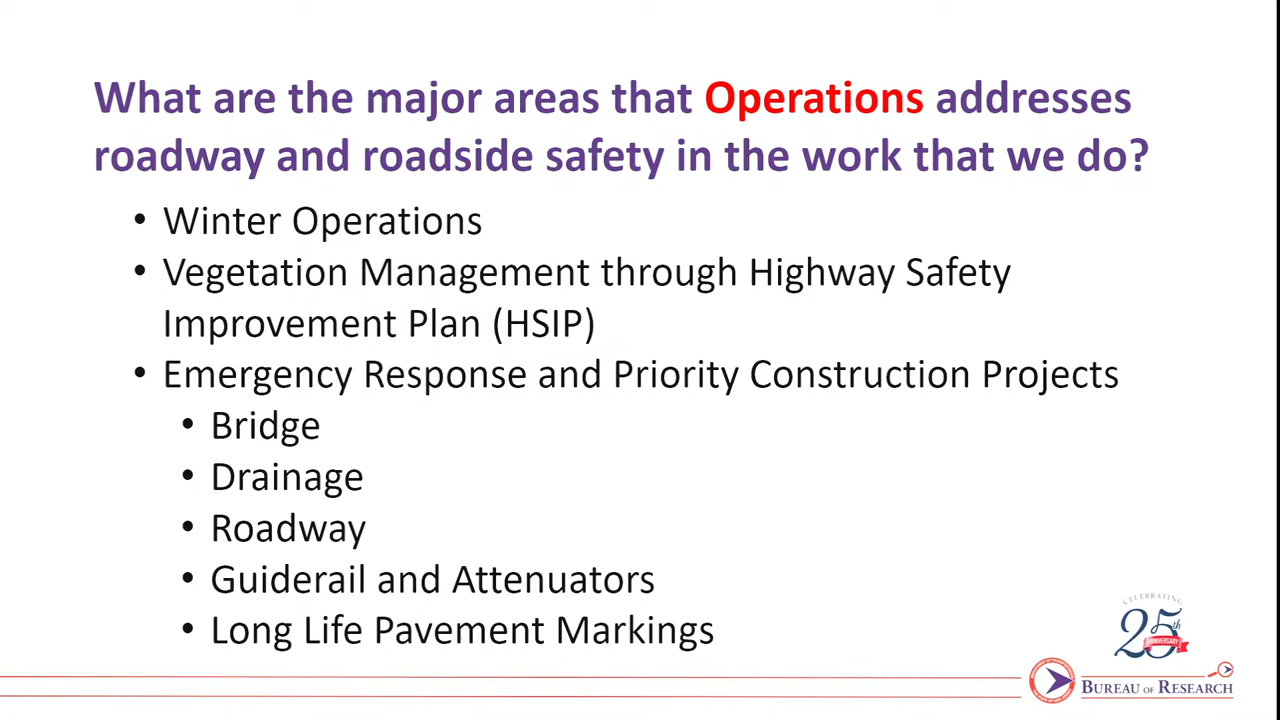 What are the major areas that Operations addresses
roadway and roadside safety in the work that we do?
• Winter Operations
• Vegetation Management through Highway Safety
Improvement Plan (HSIP)
• Emergency Response and Priority Construction Projects
• Bridge
• Drainage
• Roadway
• Guiderail and Attenuators
• Long Life Pavement Markings
CELEBRATING
25th
ANNIVERSARY
BUREAU OF RESEARCH